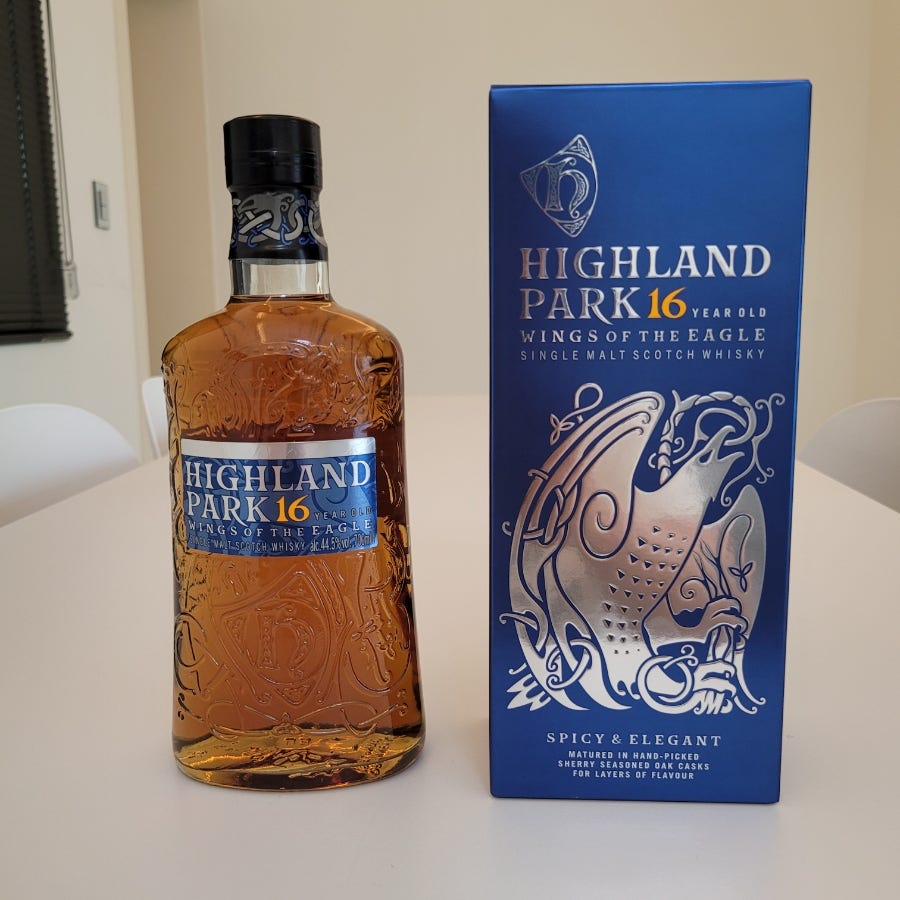 HIGHLAND
PARK 16 YEAR OLD
WINGS OF THE EAGLE
SINGLE MALT SCOTCH WHISKY alc.44.5%vol. 70cl
H
H
HIGHLAND
PARK 16 YEAR OLD
WINGS OF THE EAGLE
SINGLE MALT SCOTCH WHISKY
SPICY & ELEGANT
MATURED IN HAND-PICKED
SHERRY SEASONED OAK CASKS
FOR LAYERS OF FLAVOUR